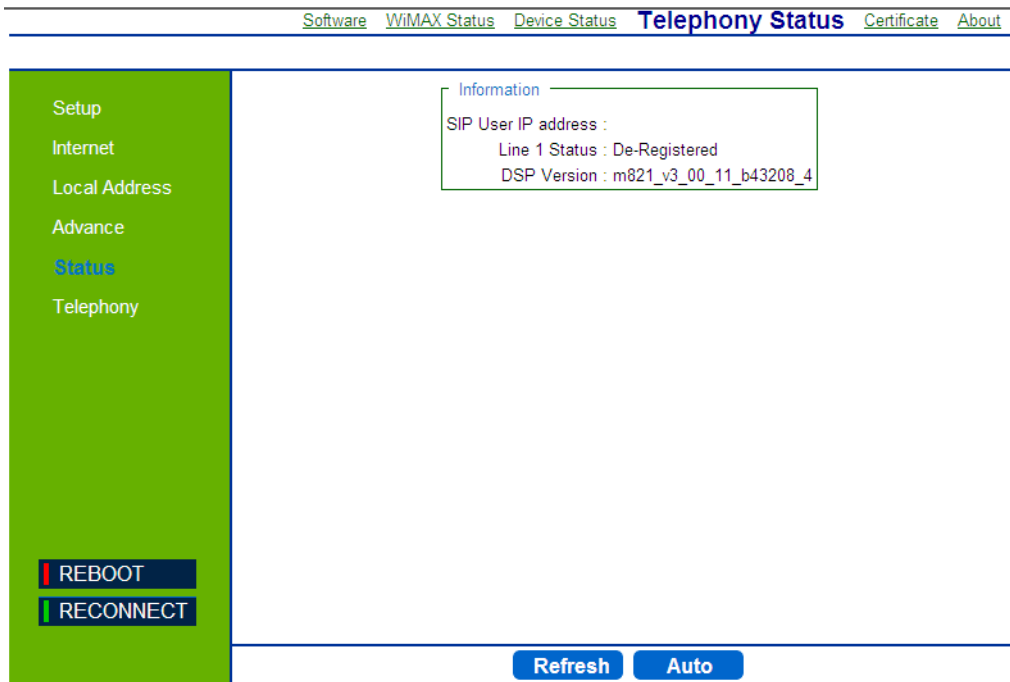 Software WiMAX Status Device Status Telephony Status Certificate About
Setup
Internet
Local Address
Advance
Status
Telephony
REBOOT
RECONNECT
Information
SIP User IP address :
Line 1 Status : De-Registered
DSP Version : m821_v3_00_11_b43208_4
Refresh Auto